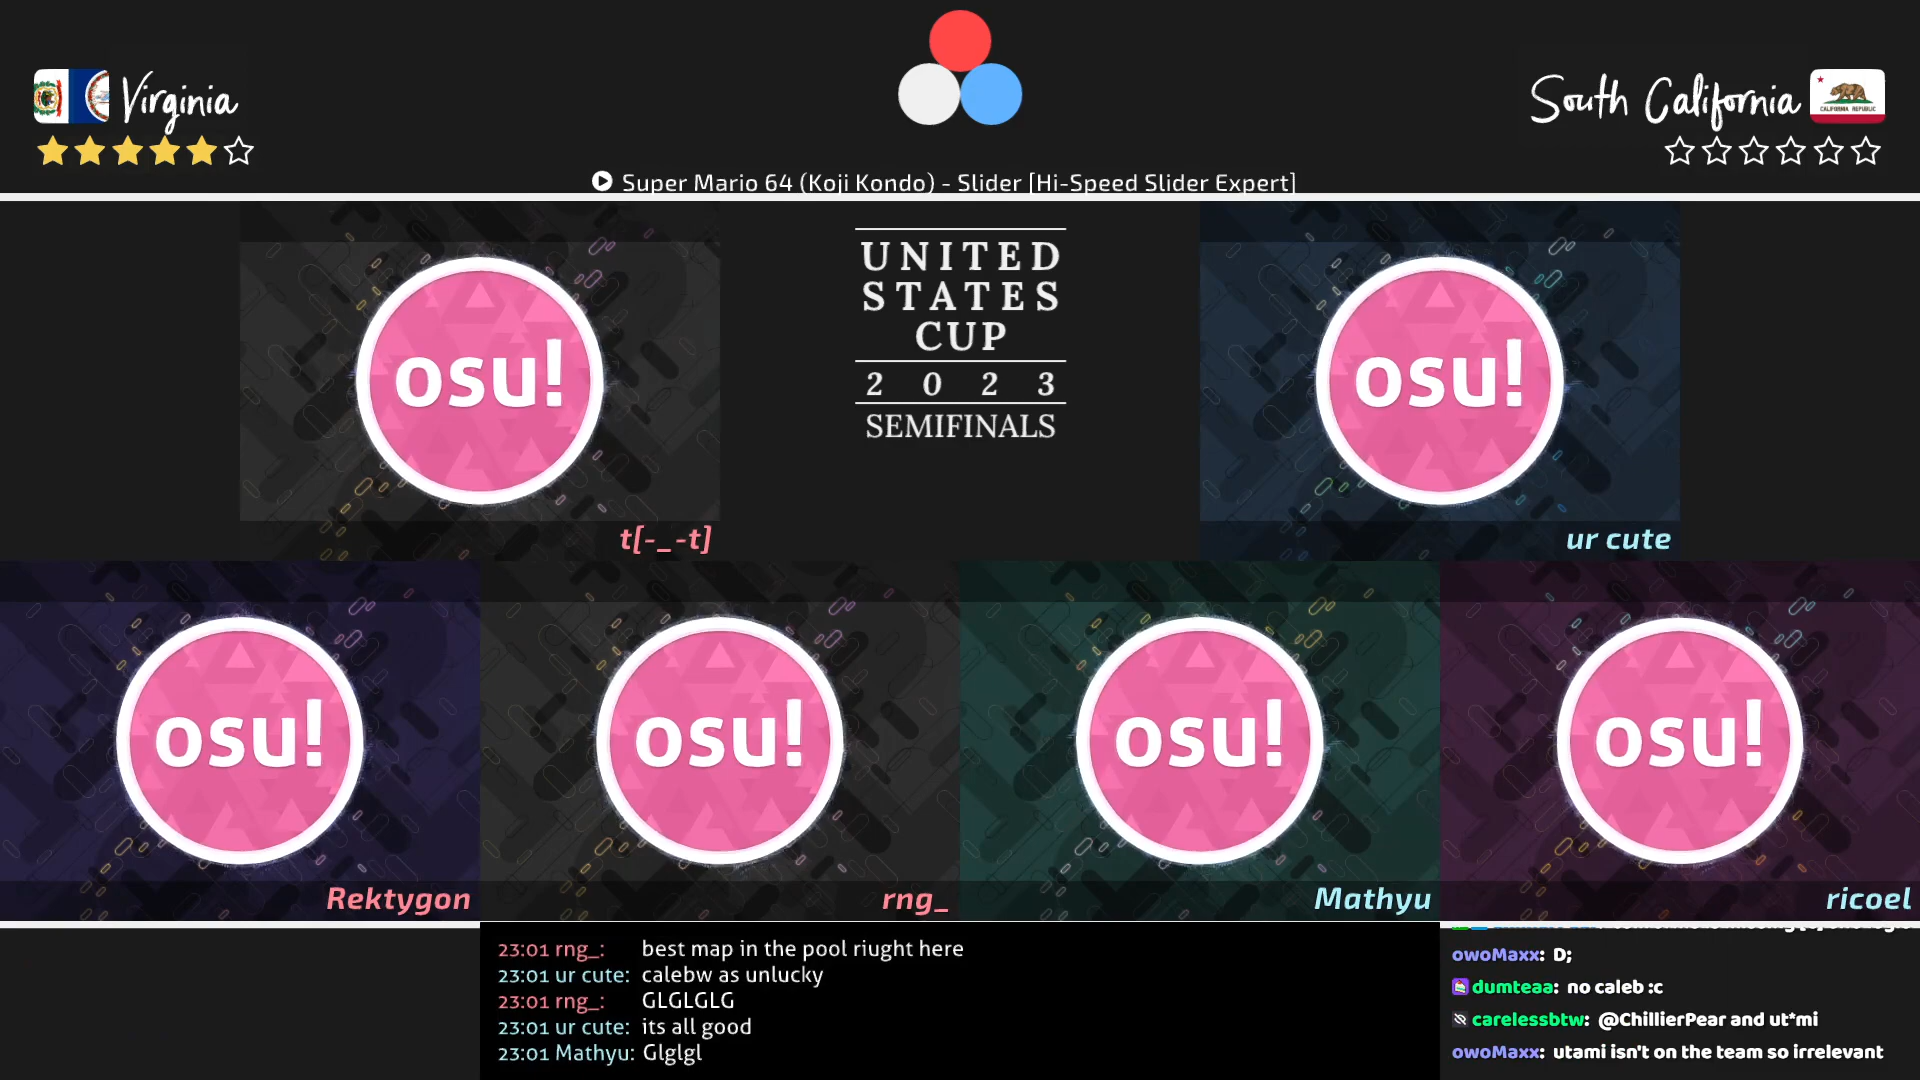 Virginia
South California
CALIFORNIA REPUBLIC
Super Mario 64 (Koji Kondo) - Slider [Hi-Speed Slider Expert]
UNITED
STATES
CUP
2 0 2 3
SEMIFINALS
osu!
osu!
t[-_-t]
ur cute
osu!
osu!
osu!
osu!
Rektygon
rng_
Mathyu
ricoel
23:01 rng_: best map in the pool riught here
23:01 ur cute: calebw as unlucky
23:01 rng_: GLGLGLG
23:01 ur cute: its all good
23:01 Mathyu: Glglgl
owoMaxx: D;
dumteaa: no caleb :c
carelessbtw: @ChillierPear and ut*mi
owoMaxx: utami isn't on the team so irrelevant